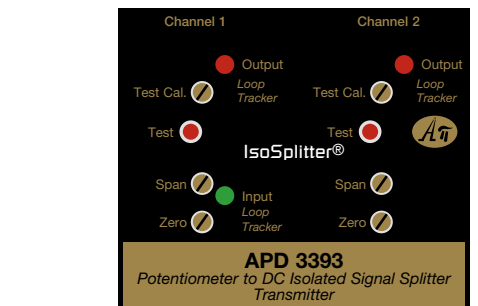 Channel 1 Channel 2
Output Output
Test Cal. Loop Tracker Test Cal. Loop Tracker
Test Test
Aπ
IsoSplitter®
Span Span
Input
Loop
Zero Tracker Zero
APD 3393
Potentiometer to DC Isolated Signal Splitter
Transmitter